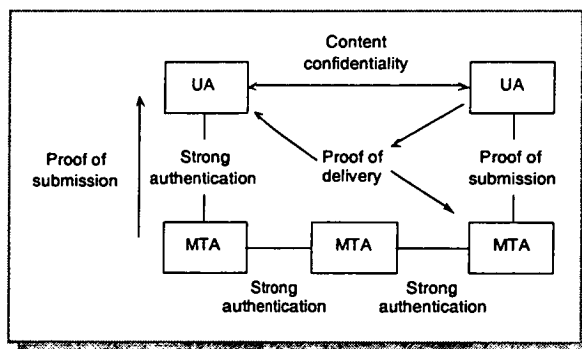 Content
confidentiality
UA
UA
Proof of
submission
Strong
authentication
Proof of
delivery
Proof of
submission
MTA
MTA
MTA
Strong
authentication
Strong
authentication